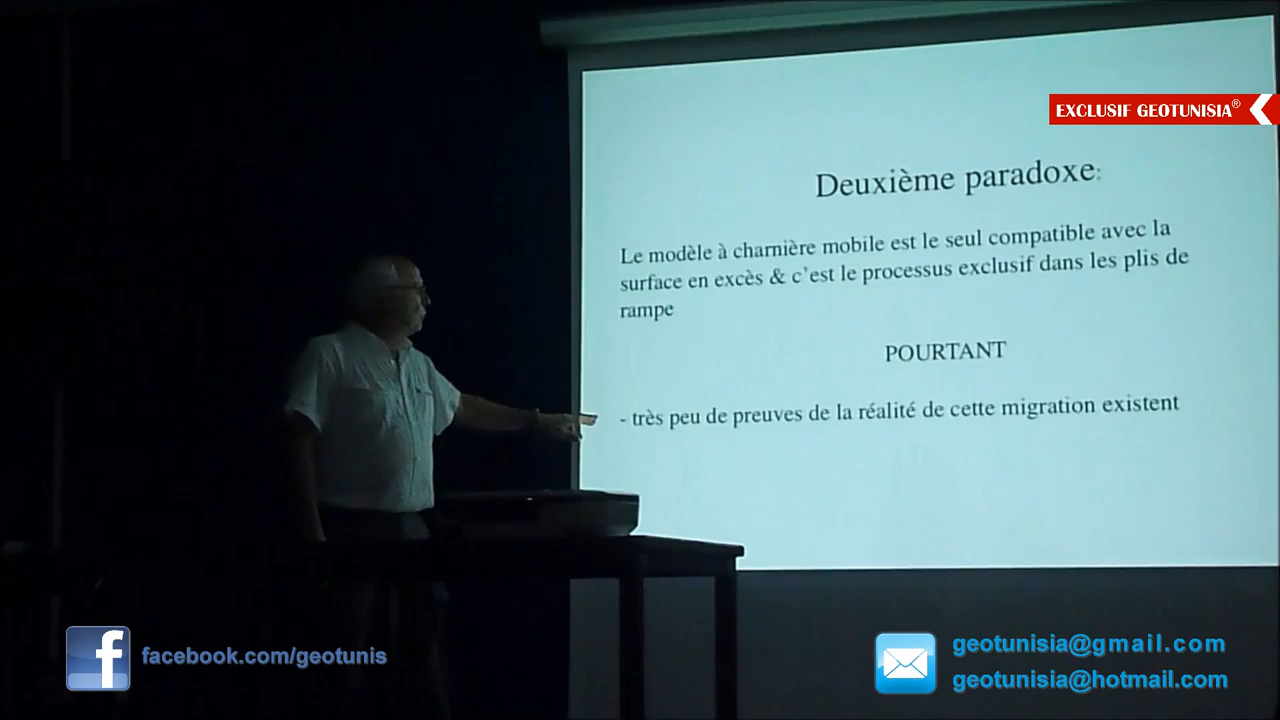 EXCLUSIF GEOTUNISIA®
Deuxième paradoxe:
Le modèle à charnière mobile est le seul compatible avec la
surface en excès & c'est le processus exclusif dans les plis de
rampe
POURTANT
- très peu de preuves de la réalité de cette migration existent
facebook.com/geotunis
geotunisia@gmail.com
geotunisia@hotmail.com